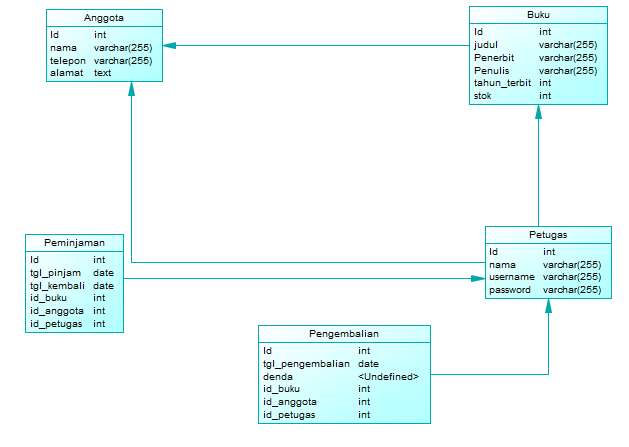 Anggota
Id int
nama varchar(255)
telepon varchar(255)
alamat text
Buku
Id int
judul varchar(255)
Penerbit varchar(255)
Penulis varchar(255)
tahun_terbit int
stok int
Peminjaman
Id int
tgl_pinjam date
tgl_kembali date
id_buku int
id_anggota int
id_petugas int
Petugas
Id int
nama varchar(255)
username varchar(255)
password varchar(255)
Pengembalian
Id int
tgl_pengembalian date
denda <Undefined>
id_buku int
id_anggota int
id_petugas int